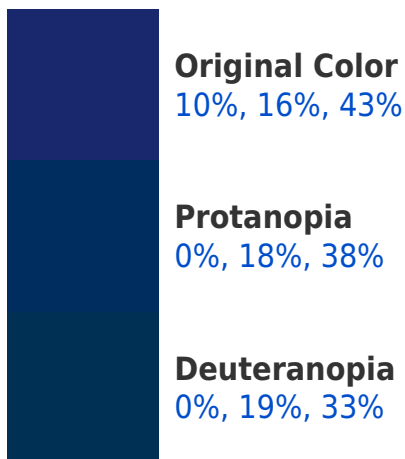 Original Color
10%, 16%, 43%
Protanopia
0%, 18%, 38%
Deuteranopia
0%, 19%, 33%